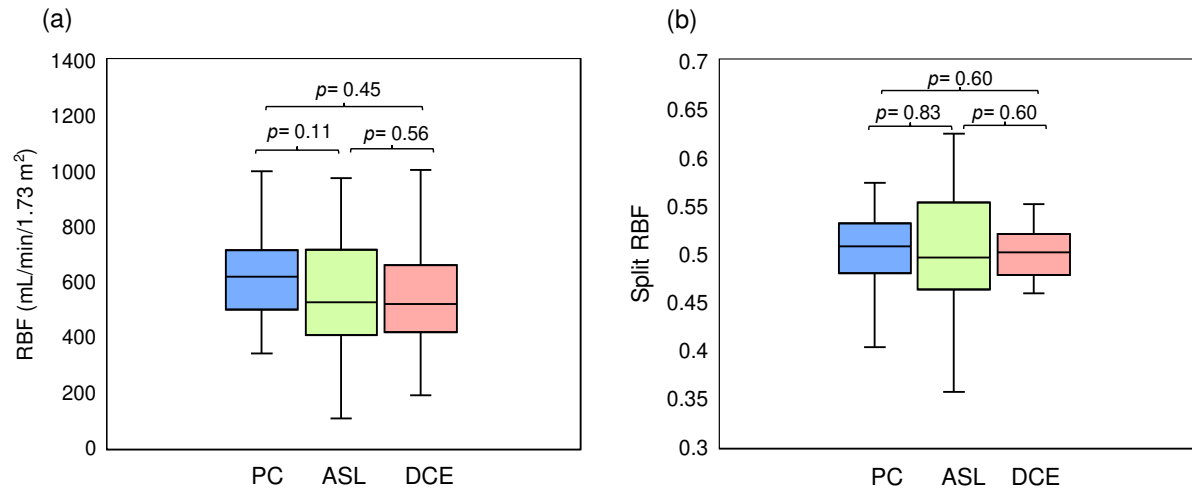 (a)
RBF (mL/min/1.73 m²)
1400
1200
1000
800
600
400
200
0
p= 0.45
p= 0.11
p= 0.56
PC
ASL
DCE
(b)
Split RBF
0.7
0.65
0.6
0.55
0.5
0.45
0.4
0.35
0.3
p= 0.60
p= 0.83
p= 0.60
PC
ASL
DCE